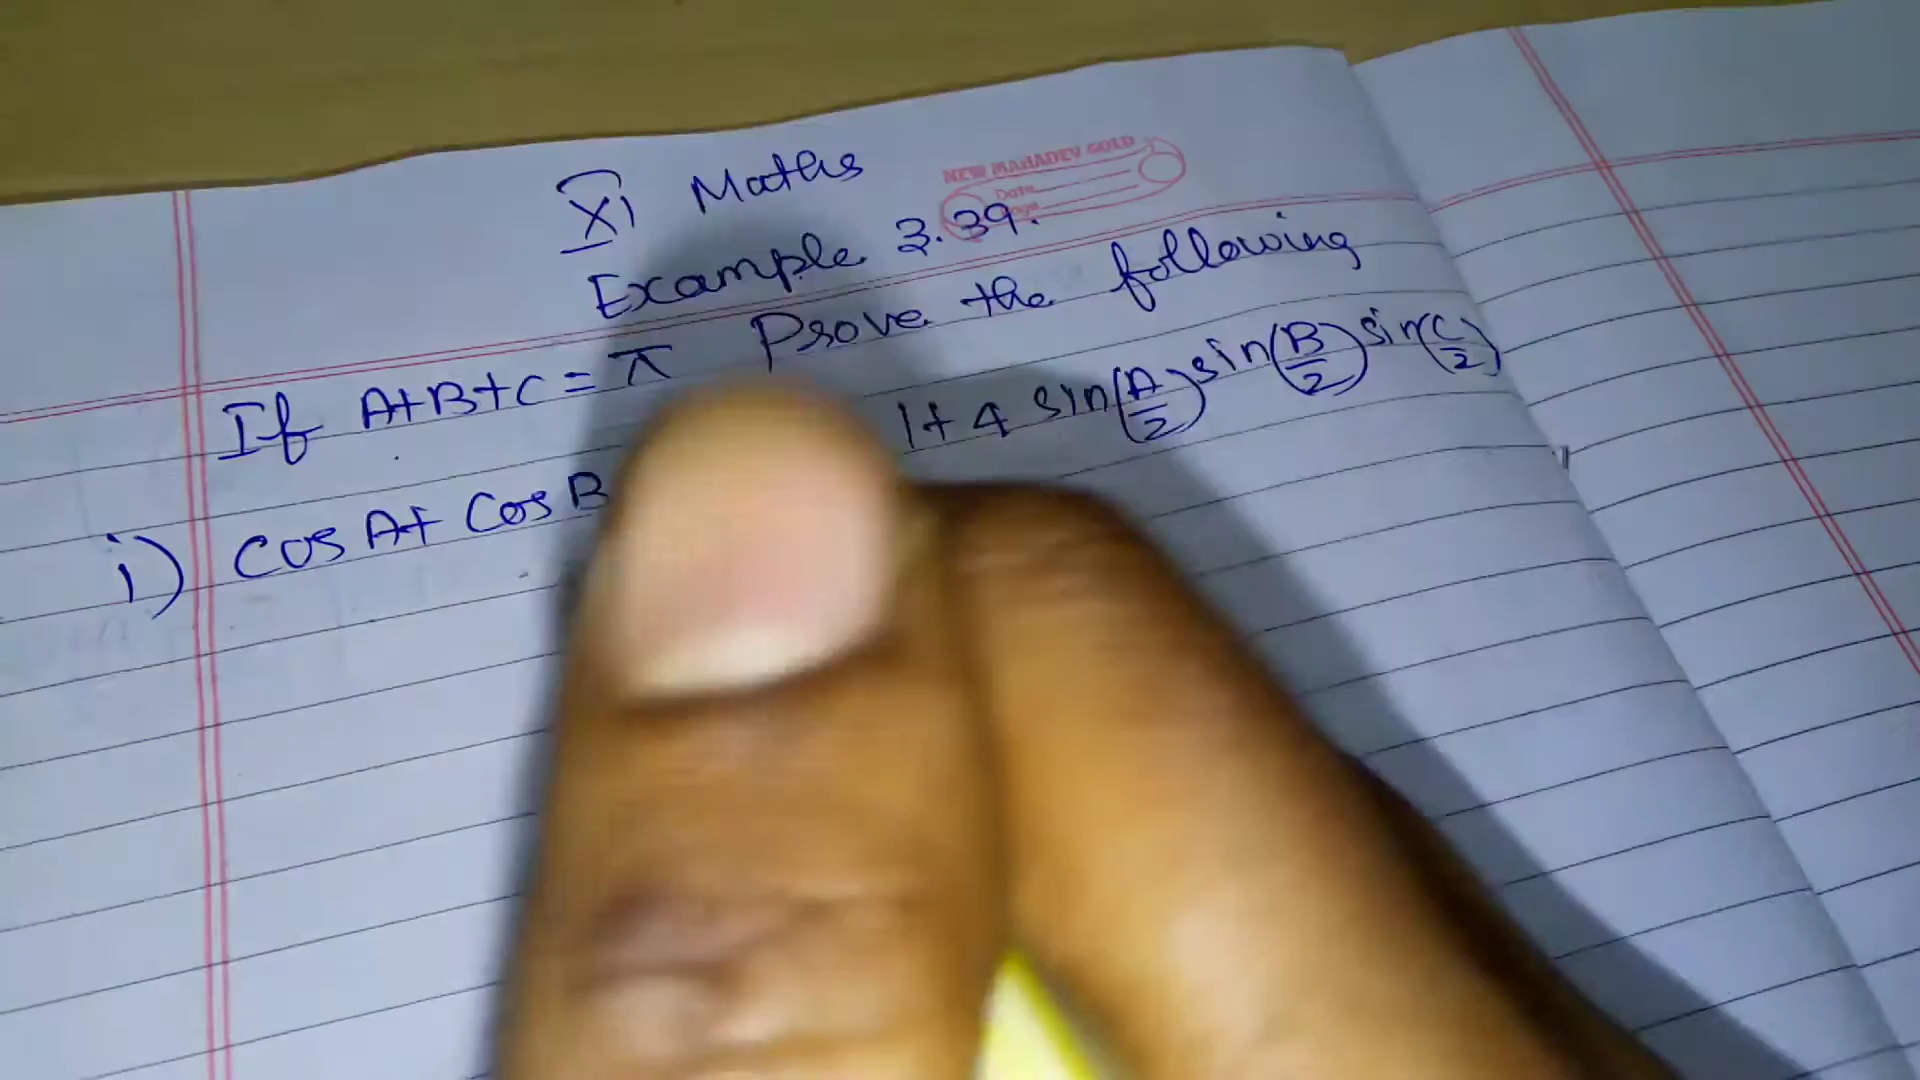 XI Maths
NEW MAHADEV GOLD
Date
Page
Example 3.39.
If A+B+C = π Prove the following
i) cos A + cos B 1 + 4 sin(A/2) sin(B/2) sin(C/2)